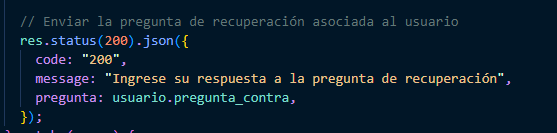 // Enviar la pregunta de recuperación asociada al usuario
res.status(200).json({
code: "200",
message: "Ingrese su respuesta a la pregunta de recuperación",
pregunta: usuario.pregunta_contra,
});